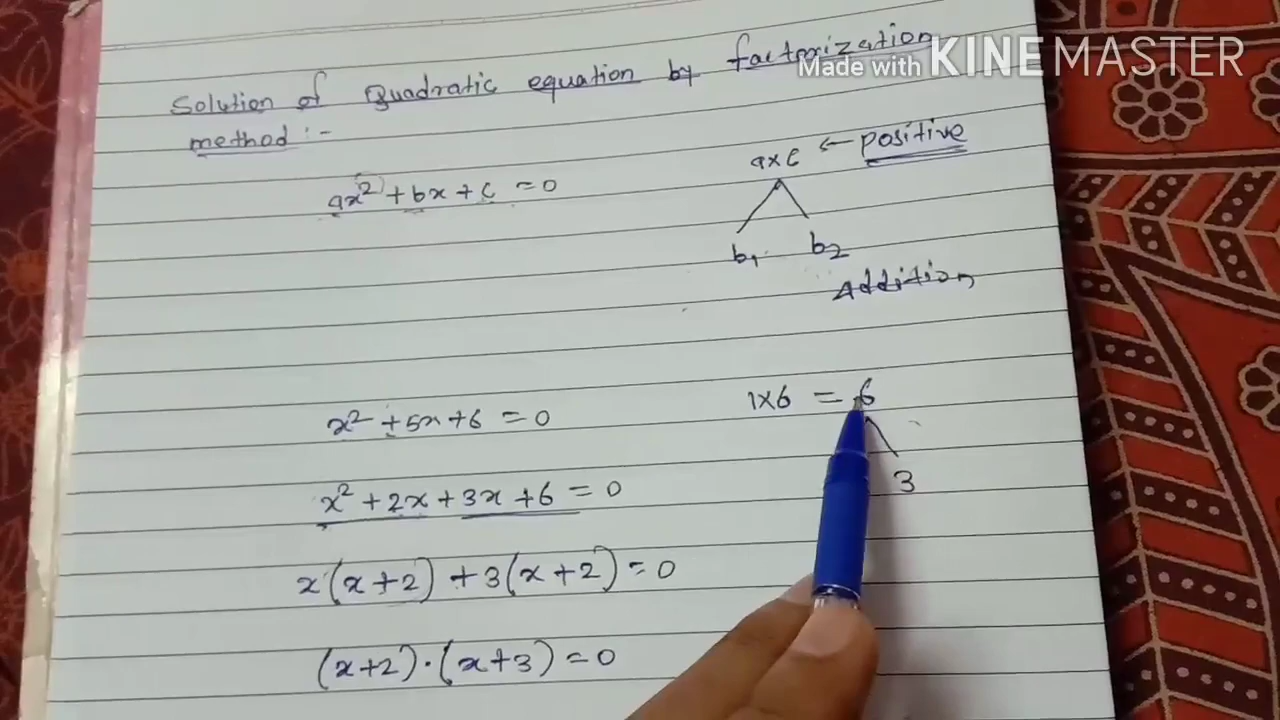 Made with KINEMASTER
Solution of Quadratic equation by factorization
method :-
ax² + bx + c = 0
a×c ← positive
b₁ b₂
Addition
x² + 5x + 6 = 0
1×6 = 6
3
x² + 2x + 3x + 6 = 0
x(x+2) + 3(x+2) = 0
(x+2)·(x+3) = 0